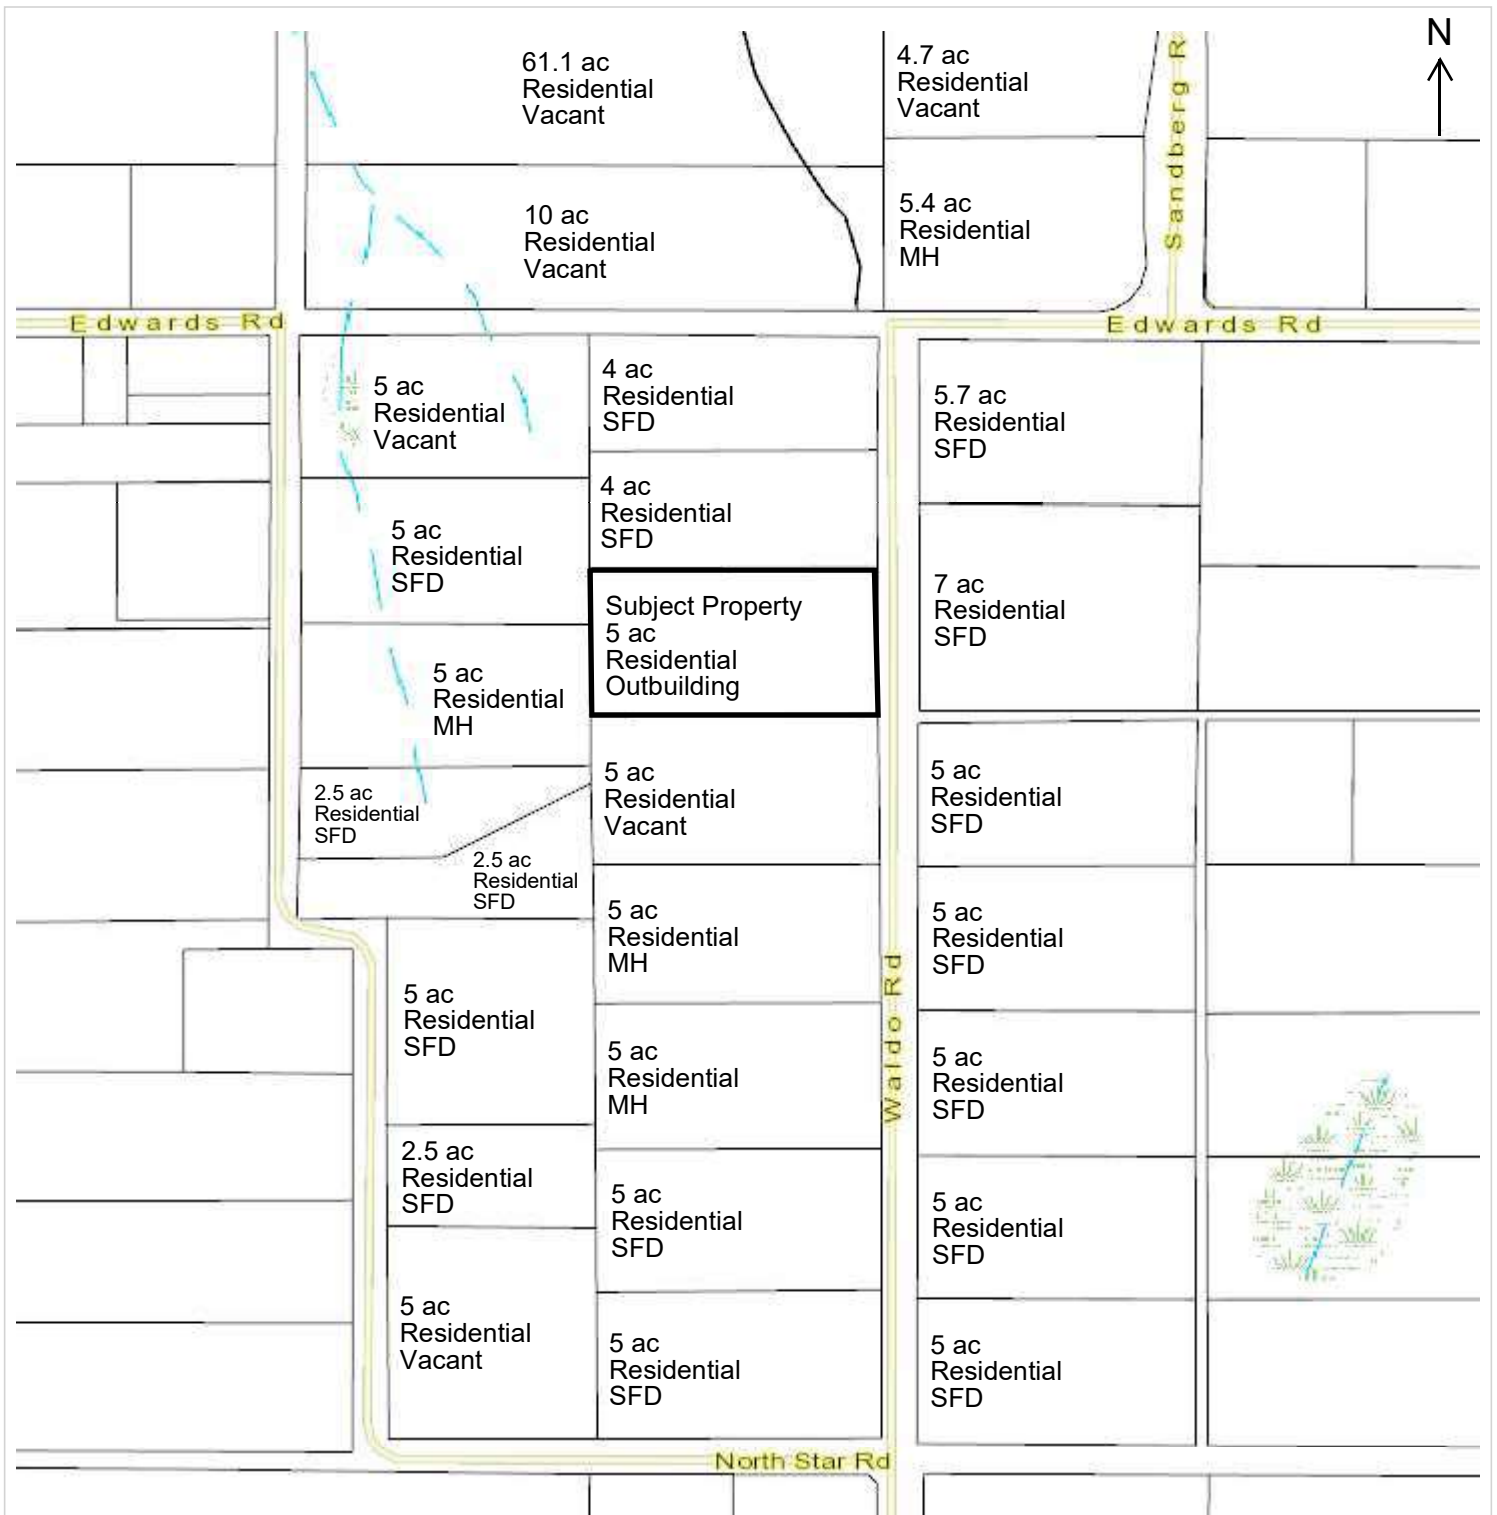 N
61.1 ac
Residential
Vacant
4.7 ac
Residential
Vacant
Sandberg R
10 ac
Residential
Vacant
5.4 ac
Residential
MH
Edwards Rd
Edwards Rd
5 ac
Residential
Vacant
4 ac
Residential
SFD
5.7 ac
Residential
SFD
4 ac
Residential
SFD
5 ac
Residential
SFD
7 ac
Residential
SFD
Subject Property
5 ac
Residential
Outbuilding
5 ac
Residential
MH
5 ac
Residential
Vacant
5 ac
Residential
SFD
2.5 ac
Residential
SFD
2.5 ac
Residential
SFD
5 ac
Residential
MH
5 ac
Residential
SFD
Waldo Rd
5 ac
Residential
SFD
5 ac
Residential
MH
5 ac
Residential
SFD
2.5 ac
Residential
SFD
5 ac
Residential
SFD
5 ac
Residential
SFD
5 ac
Residential
Vacant
5 ac
Residential
SFD
5 ac
Residential
SFD
North Star Rd